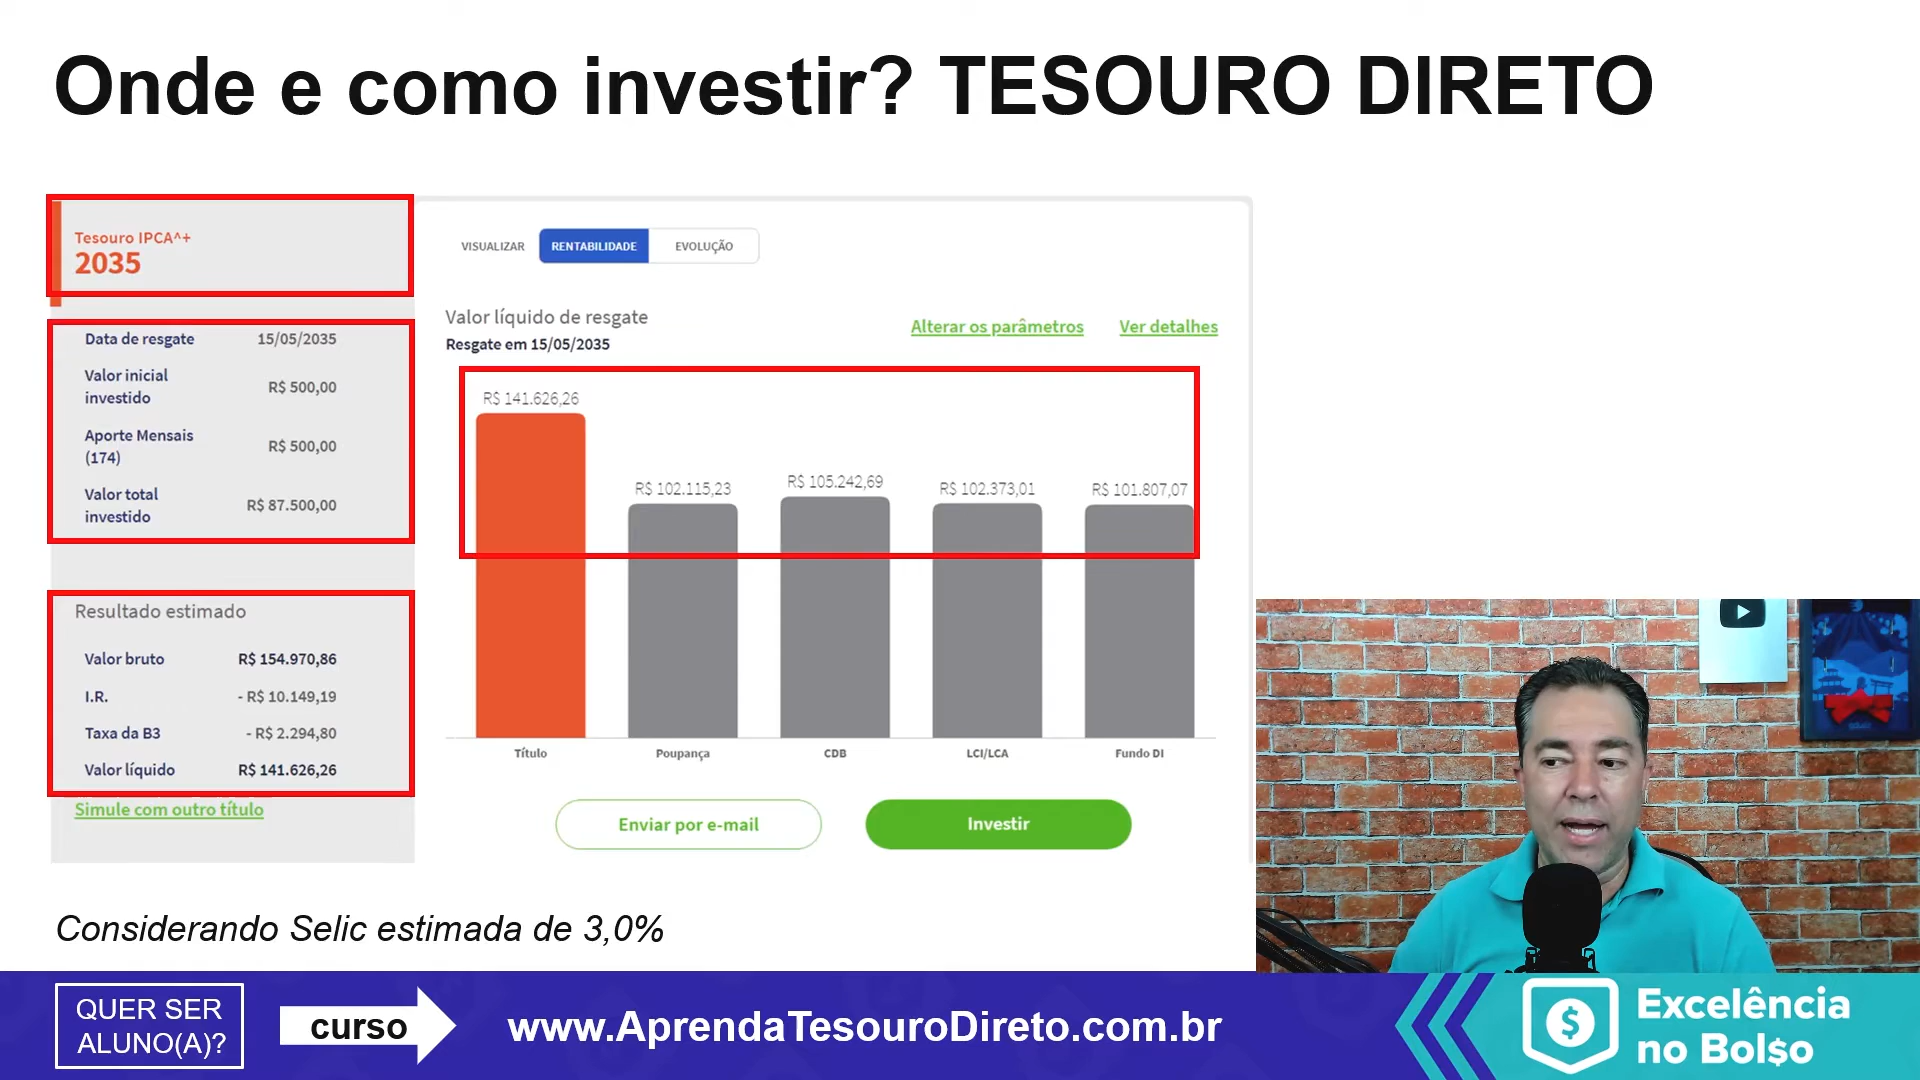 Onde e como investir? TESOURO DIRETO
Tesouro IPCA^+
2035
Data de resgate 15/05/2035
Valor inicial
investido R$ 500,00
Aporte Mensais
(174) R$ 500,00
Valor total
investido R$ 87.500,00
Resultado estimado
Valor bruto R$ 154.970,86
I.R. - R$ 10.149,19
Taxa da B3 - R$ 2.294,80
Valor líquido R$ 141.626,26
Simule com outro título
VISUALIZAR RENTABILIDADE EVOLUÇÃO
Valor líquido de resgate
Resgate em 15/05/2035
Alterar os parâmetros Ver detalhes
R$ 141.626,26
R$ 102.115,23
R$ 105.242,69
R$ 102.373,01
R$ 101.807,07
Título Poupança CDB LCI/LCA Fundo DI
Enviar por e-mail Investir
Considerando Selic estimada de 3,0%
QUER SER
ALUNO(A)?
curso
www.AprendaTesouroDireto.com.br
Excelência
no Bol$o